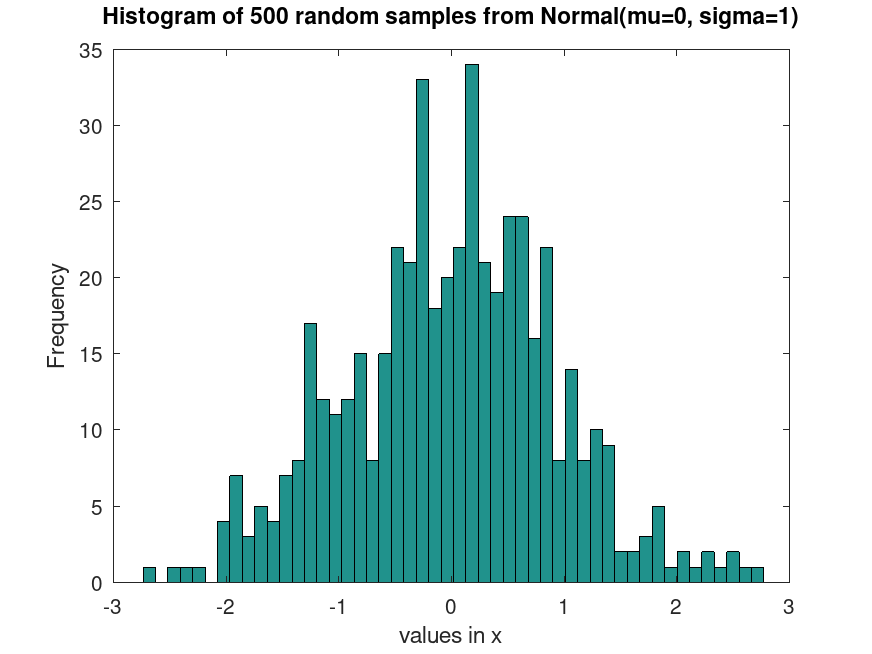 Histogram of 500 random samples from Normal(mu=0, sigma=1)
35
30
25
20
15
10
5
0
Frequency
-3 -2 -1 0 1 2 3
values in x